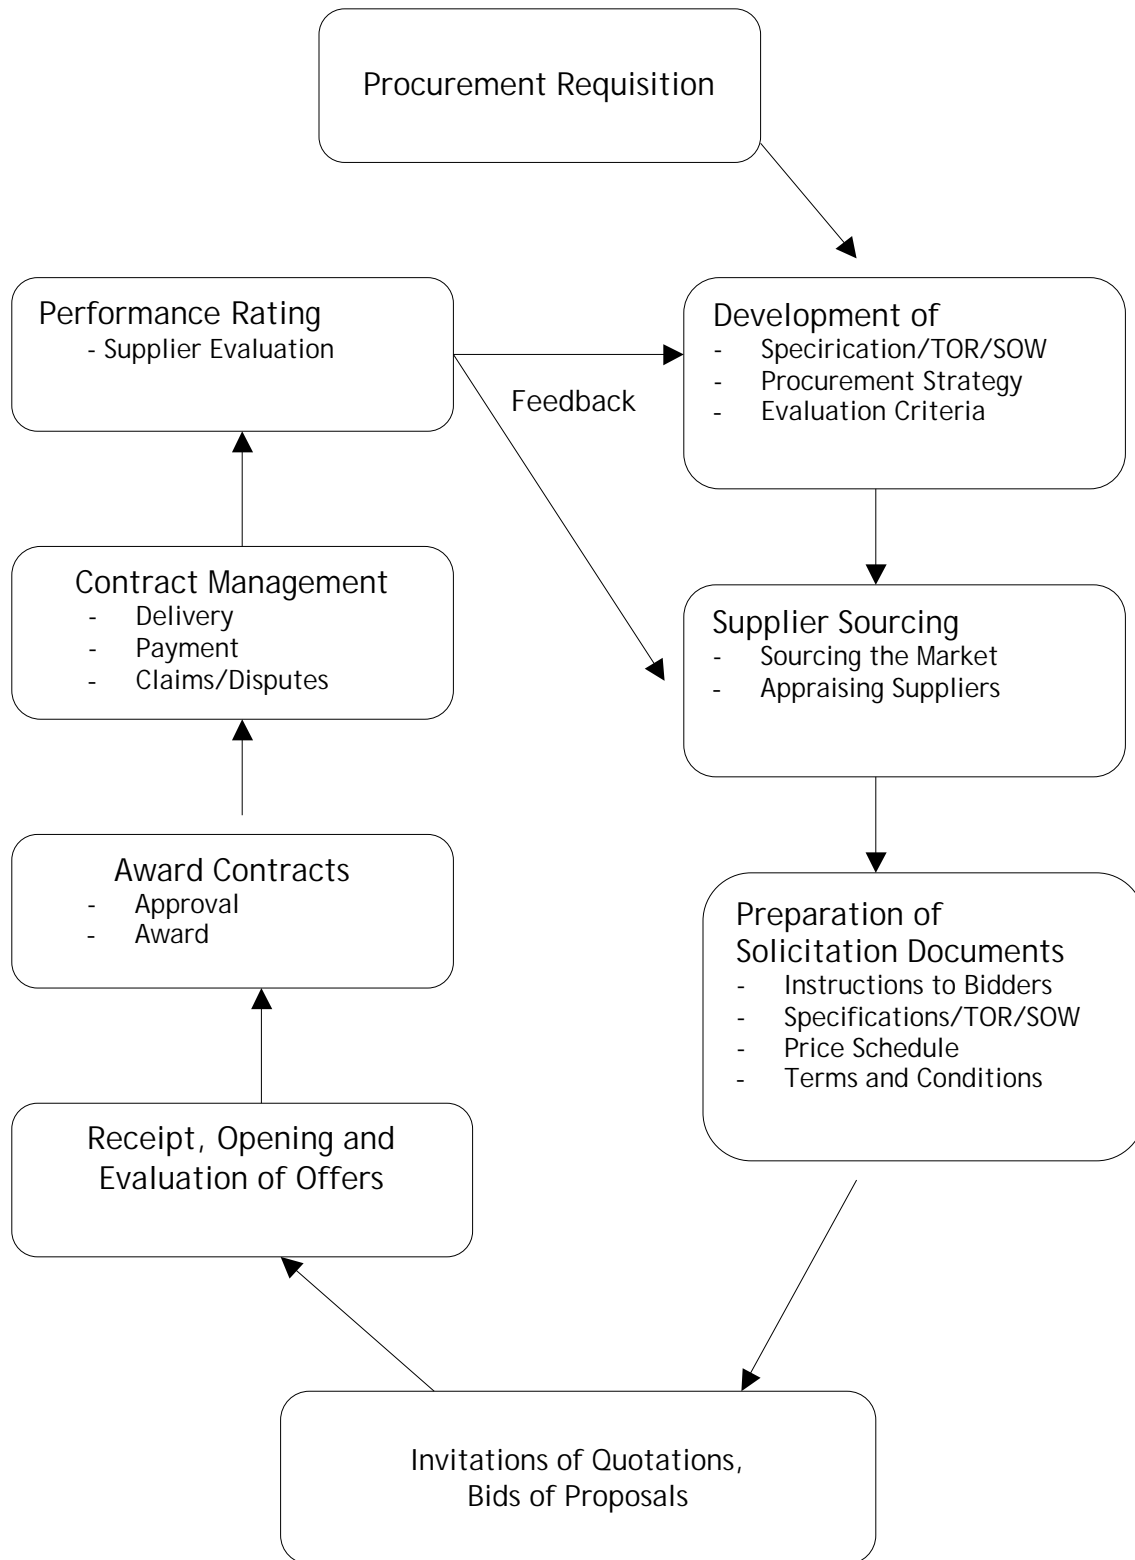 Procurement Requisition
Performance Rating
- Supplier Evaluation
Feedback
Development of
- Specirication/TOR/SOW
- Procurement Strategy
- Evaluation Criteria
Contract Management
- Delivery
- Payment
- Claims/Disputes
Supplier Sourcing
- Sourcing the Market
- Appraising Suppliers
Award Contracts
- Approval
- Award
Preparation of
Solicitation Documents
- Instructions to Bidders
- Specifications/TOR/SOW
- Price Schedule
- Terms and Conditions
Receipt, Opening and
Evaluation of Offers
Invitations of Quotations,
Bids of Proposals